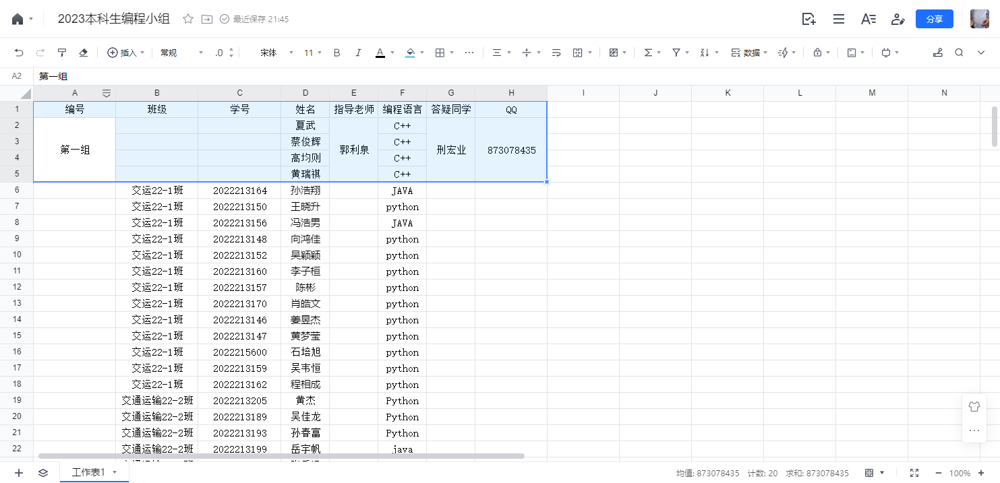 2023本科生编程小组 最近保存 21:45 分享
插入 常规 .0 宋体 11 B I A 数据
A2 第一组
A B C D E F G H I J K L M N
1 编号 班级 学号 姓名 指导老师 编程语言 答疑同学 QQ
2 夏武 C++
3 蔡俊辉 C++
第一组 郭利泉 刑宏业 873078435
4 高均则 C++
5 黄瑞祺 C++
6 交运22-1班 2022213164 孙浩翔 JAVA
7 交运22-1班 2022213150 王晓升 python
8 交运22-1班 2022213156 冯浩男 JAVA
9 交运22-1班 2022213148 向鸿佳 python
10 交运22-1班 2022213152 吴颖颖 python
11 交运22-1班 2022213160 李子桓 python
12 交运22-1班 2022213157 陈彬 python
13 交运22-1班 2022213170 肖皓文 python
14 交运22-1班 2022213146 姜昱杰 python
15 交运22-1班 2022213147 黄梦莹 python
16 交运22-1班 2022215600 石培旭 python
17 交运22-1班 2022213159 吴韦恒 python
18 交运22-1班 2022213162 程相成 python
19 交通运输22-2班 2022213205 黄杰 Python
20 交通运输22-2班 2022213189 吴佳龙 Python
21 交通运输22-2班 2022213193 孙春富 Python
22 交通运输22-2班 2022213199 岳宇帆 java
工作表1 均值: 873078435 计数: 20 求和: 873078435 100%